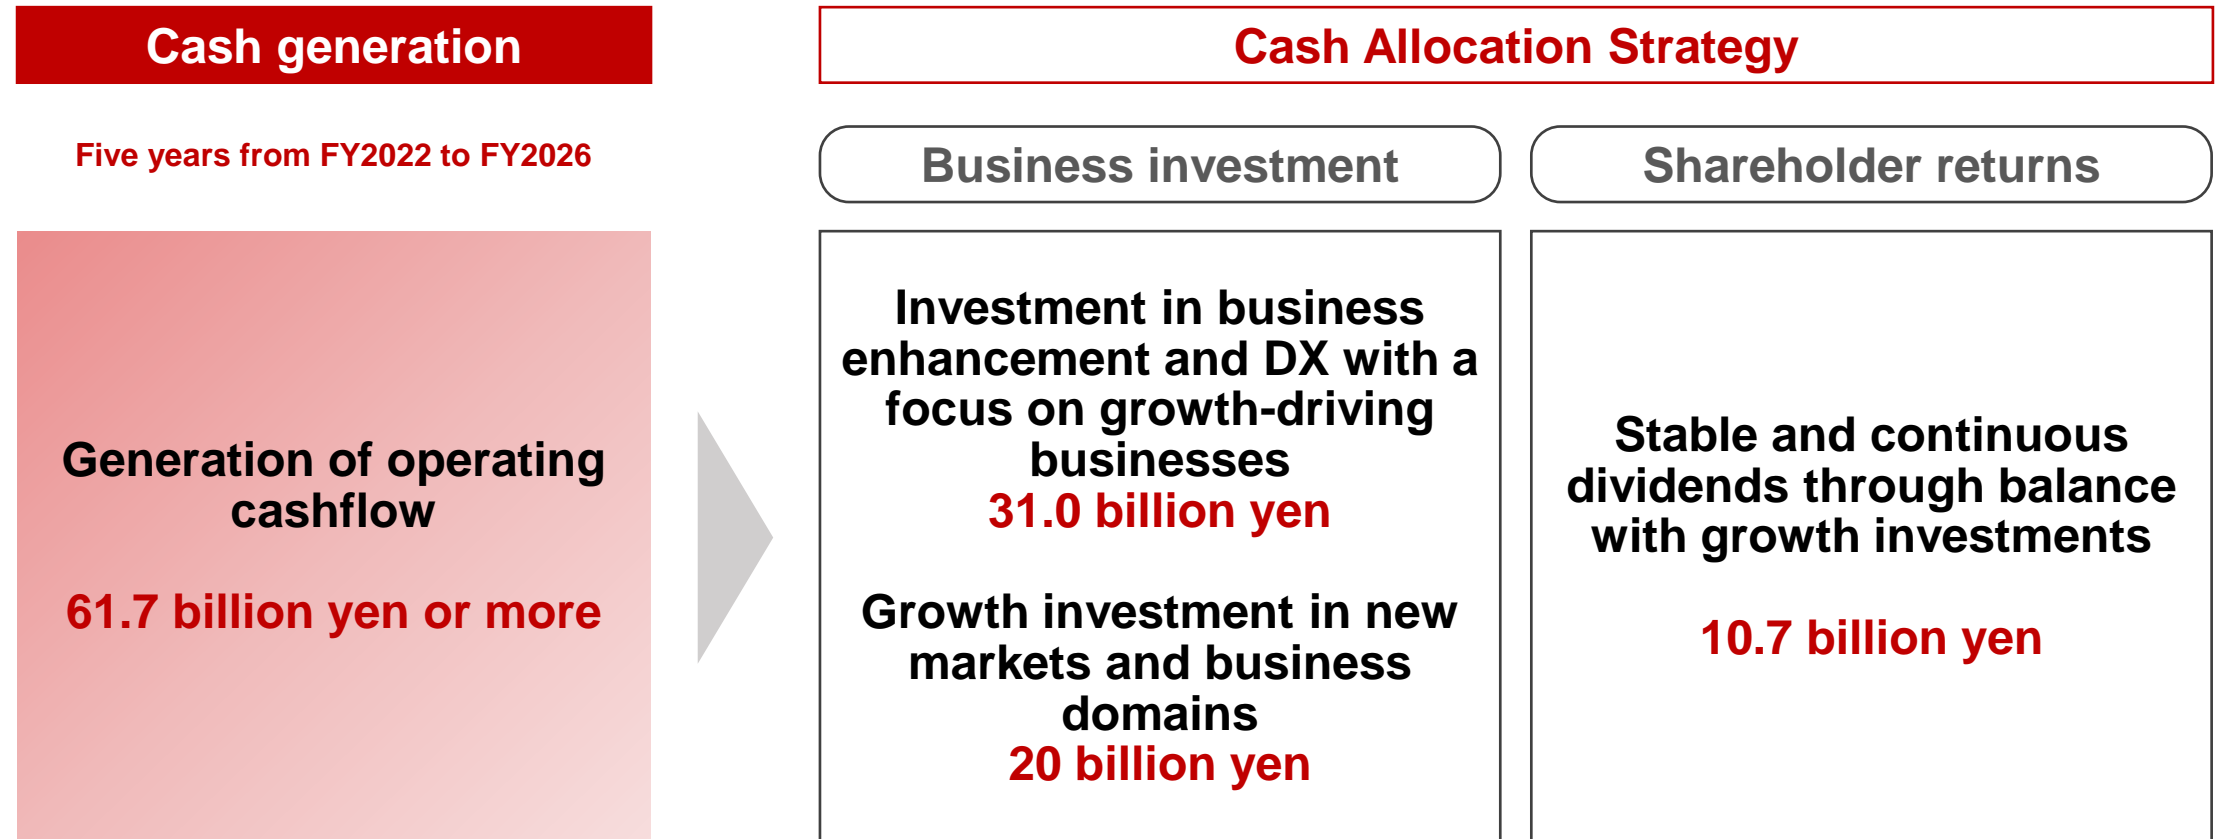 Cash generation
Cash Allocation Strategy
Five years from FY2022 to FY2026
Business investment
Shareholder returns
Generation of operating
cashflow
61.7 billion yen or more
Investment in business
enhancement and DX with a
focus on growth-driving
businesses
31.0 billion yen
Growth investment in new
markets and business
domains
20 billion yen
Stable and continuous
dividends through balance
with growth investments
10.7 billion yen